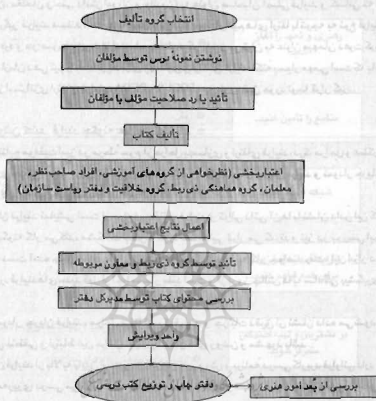 انتخاب گروه تألیف
نوشتن نمونهٔ درس توسط مؤلفان
تأئید یا رد صلاحیت مؤلف یا مؤلفان
تألیف کتاب
اعتباربخشی (نظرخواهی از گروه‌های آموزشی، افراد صاحب‌نظر،
معلمان، گروه هماهنگی ذی‌ربط، گروه خلاقیت و دفتر ریاست سازمان)
اعمال نتایج اعتباربخشی
تأئید توسط گروه ذی‌ربط و معاون مربوطه
بررسی محتوای کتاب توسط مدیرکل دفتر
واحد ویرایش
دفتر چاپ و توزیع کتب درسی
بررسی از بُعد امور هنری